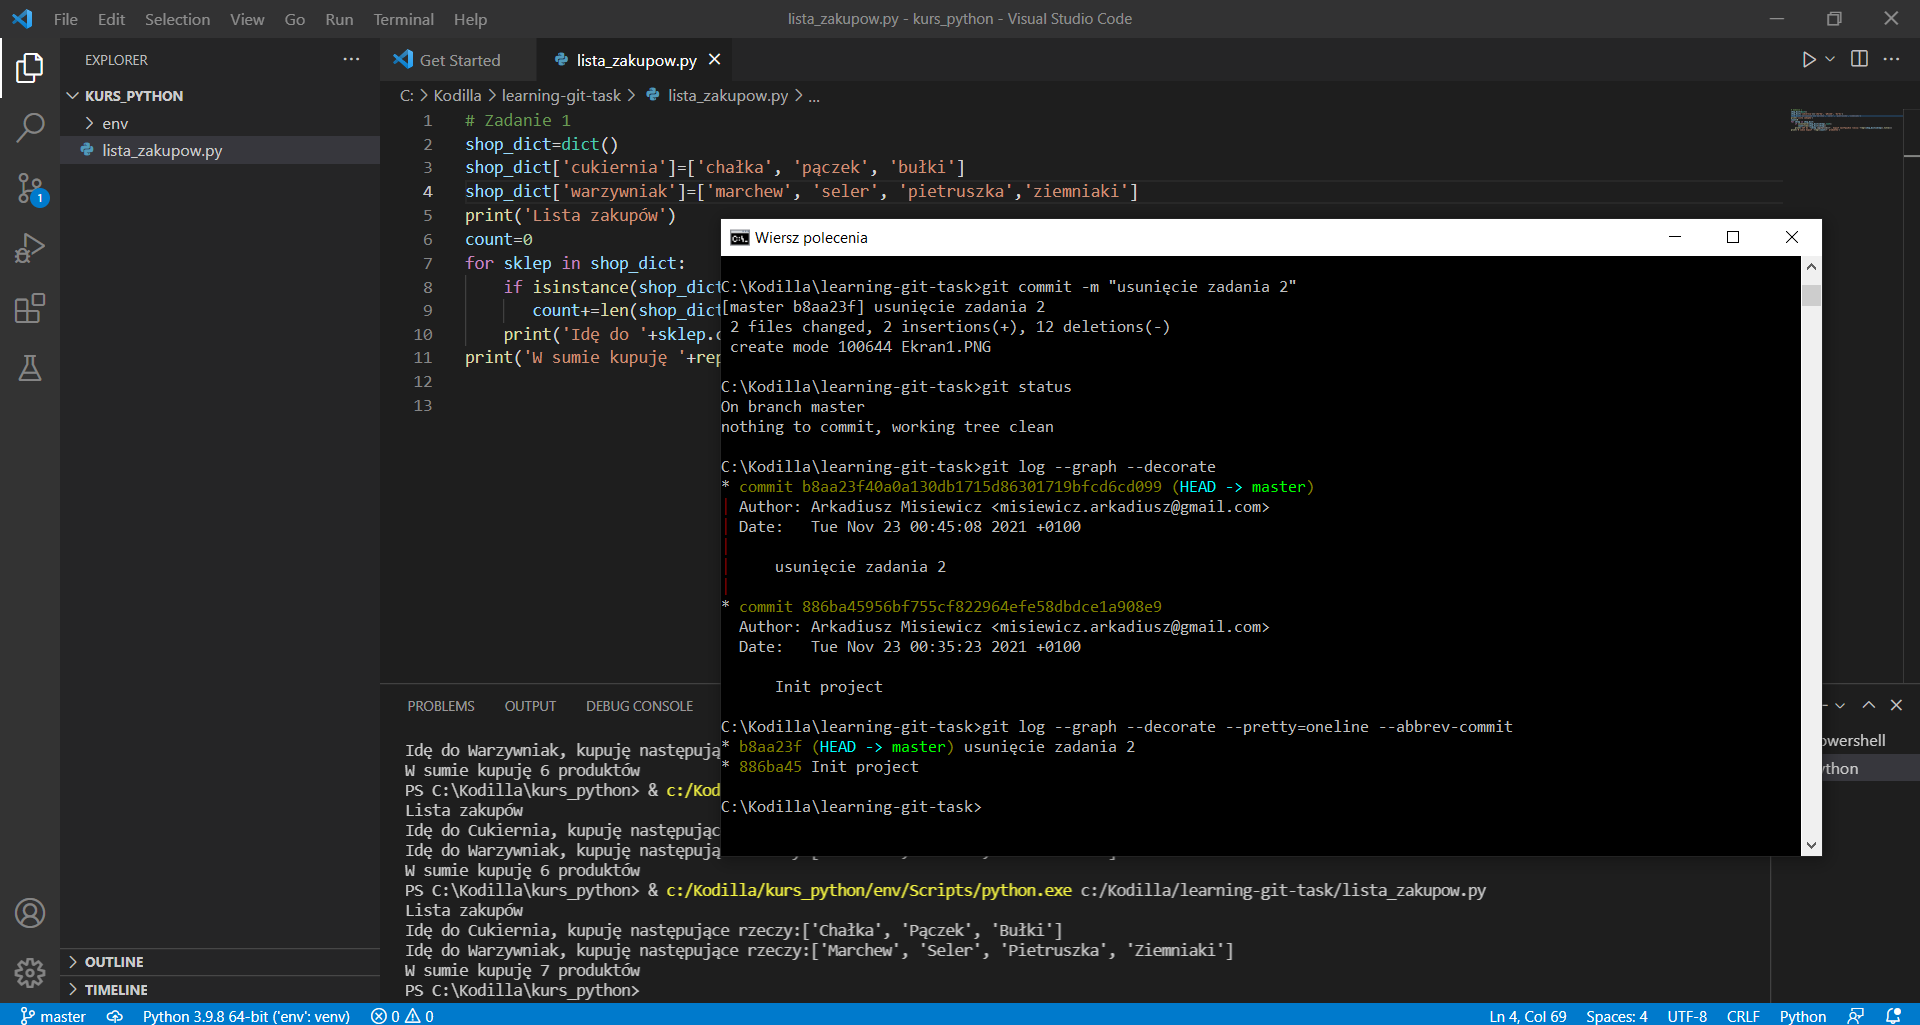 File Edit Selection View Go Run Terminal Help
lista_zakupow.py - kurs_python - Visual Studio Code
EXPLORER
KURS_PYTHON
env
lista_zakupow.py
1
Get Started
lista_zakupow.py
C: > Kodilla > learning-git-task > lista_zakupow.py > ...
1 # Zadanie 1
2 shop_dict=dict()
3 shop_dict['cukiernia']=['chałka', 'pączek', 'bułki']
4 shop_dict['warzywniak']=['marchew', 'seler', 'pietruszka','ziemniaki']
5 print('Lista zakupów')
6 count=0
7 for sklep in shop_dict:
8 if isinstance(shop_dict
9 count+=len(shop_dict
10 print('Idę do '+sklep.c
11 print('W sumie kupuję '+rep
12
13
Wiersz polecenia
C:\Kodilla\learning-git-task>git commit -m "usunięcie zadania 2"
[master b8aa23f] usunięcie zadania 2
2 files changed, 2 insertions(+), 12 deletions(-)
create mode 100644 Ekran1.PNG
C:\Kodilla\learning-git-task>git status
On branch master
nothing to commit, working tree clean
C:\Kodilla\learning-git-task>git log --graph --decorate
* commit b8aa23f40a0a130db1715d86301719bfcd6cd099 (HEAD -> master)
| Author: Arkadiusz Misiewicz <misiewicz.arkadiusz@gmail.com>
| Date: Tue Nov 23 00:45:08 2021 +0100
|
| usunięcie zadania 2
|
* commit 886ba45956bf755cf822964efe58dbdce1a908e9
Author: Arkadiusz Misiewicz <misiewicz.arkadiusz@gmail.com>
Date: Tue Nov 23 00:35:23 2021 +0100
Init project
C:\Kodilla\learning-git-task>git log --graph --decorate --pretty=oneline --abbrev-commit
* b8aa23f (HEAD -> master) usunięcie zadania 2
* 886ba45 Init project
C:\Kodilla\learning-git-task>
PROBLEMS OUTPUT DEBUG CONSOLE
owershell
ython
Idę do Warzywniak, kupuję następują
W sumie kupuję 6 produktów
PS C:\Kodilla\kurs_python> & c:/Kod
Lista zakupów
Idę do Cukiernia, kupuję następujące
Idę do Warzywniak, kupuję następują
W sumie kupuję 6 produktów
PS C:\Kodilla\kurs_python> & c:/Kodilla/kurs_python/env/Scripts/python.exe c:/Kodilla/learning-git-task/lista_zakupow.py
Lista zakupów
Idę do Cukiernia, kupuję następujące rzeczy:['Chałka', 'Pączek', 'Bułki']
Idę do Warzywniak, kupuję następujące rzeczy:['Marchew', 'Seler', 'Pietruszka', 'Ziemniaki']
W sumie kupuję 7 produktów
PS C:\Kodilla\kurs_python>
OUTLINE
TIMELINE
master Python 3.9.8 64-bit ('env': venv) 0 0 Ln 4, Col 69 Spaces: 4 UTF-8 CRLF Python